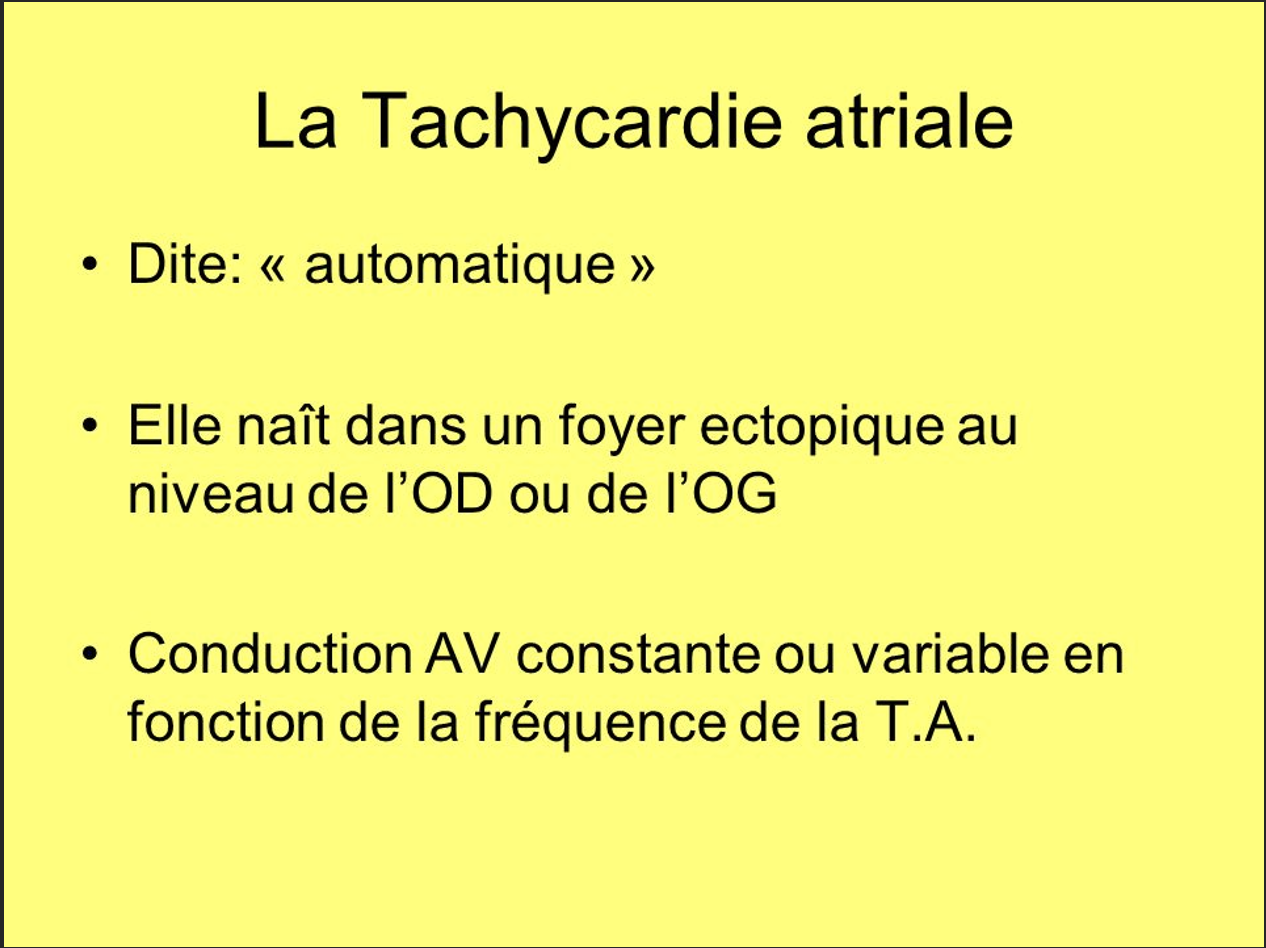 La Tachycardie atriale
• Dite: « automatique »
• Elle naît dans un foyer ectopique au
niveau de l’OD ou de l’OG
• Conduction AV constante ou variable en
fonction de la fréquence de la T.A.